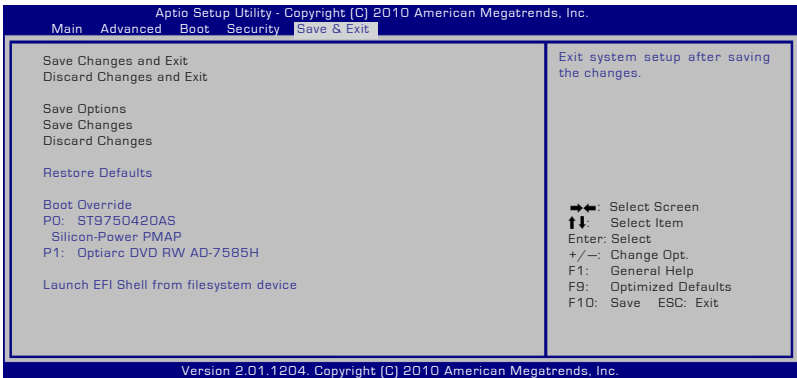 Aptio Setup Utility - Copyright (C) 2010 American Megatrends, Inc.
Main Advanced Boot Security Save & Exit
Save Changes and Exit
Discard Changes and Exit
Save Options
Save Changes
Discard Changes
Restore Defaults
Boot Override
P0: ST9750420AS
Silicon-Power PMAP
P1: Optiarc DVD RW AD-7585H
Launch EFI Shell from filesystem device
Exit system setup after saving
the changes.
→←: Select Screen
↑↓: Select Item
Enter: Select
+/—: Change Opt.
F1: General Help
F9: Optimized Defaults
F10: Save ESC: Exit
Version 2.01.1204. Copyright (C) 2010 American Megatrends, Inc.